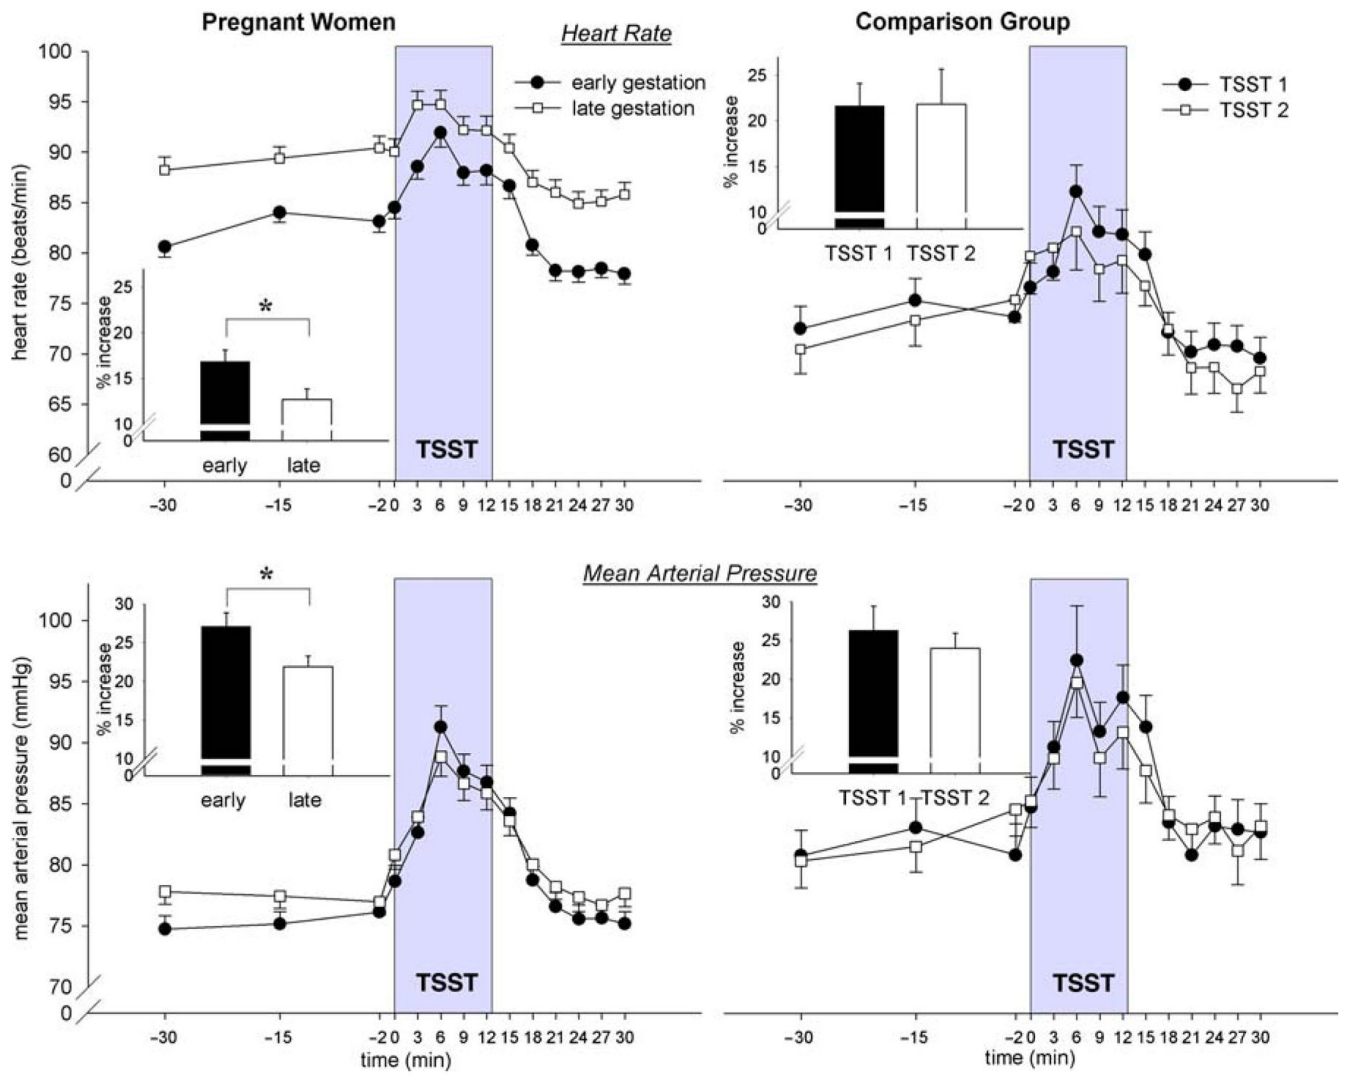 Pregnant Women
Heart Rate
Comparison Group
early gestation
late gestation
TSST 1
TSST 2
heart rate (beats/min)
100
95
90
85
80
75
70
65
60
0
% increase
25
20
15
10
0
*
early late
TSST
–30 –15 –2 0 3 6 9 12 15 18 21 24 27 30
% increase
25
20
15
10
0
TSST 1 TSST 2
TSST
–30 –15 –2 0 3 6 9 12 15 18 21 24 27 30
Mean Arterial Pressure
mean arterial pressure (mmHg)
100
95
90
85
80
75
70
0
% increase
30
25
20
15
10
0
*
early late
TSST
–30 –15 –2 0 3 6 9 12 15 18 21 24 27 30
time (min)
% increase
30
25
20
15
10
0
TSST 1 TSST 2
TSST
–30 –15 –2 0 3 6 9 12 15 18 21 24 27 30
time (min)